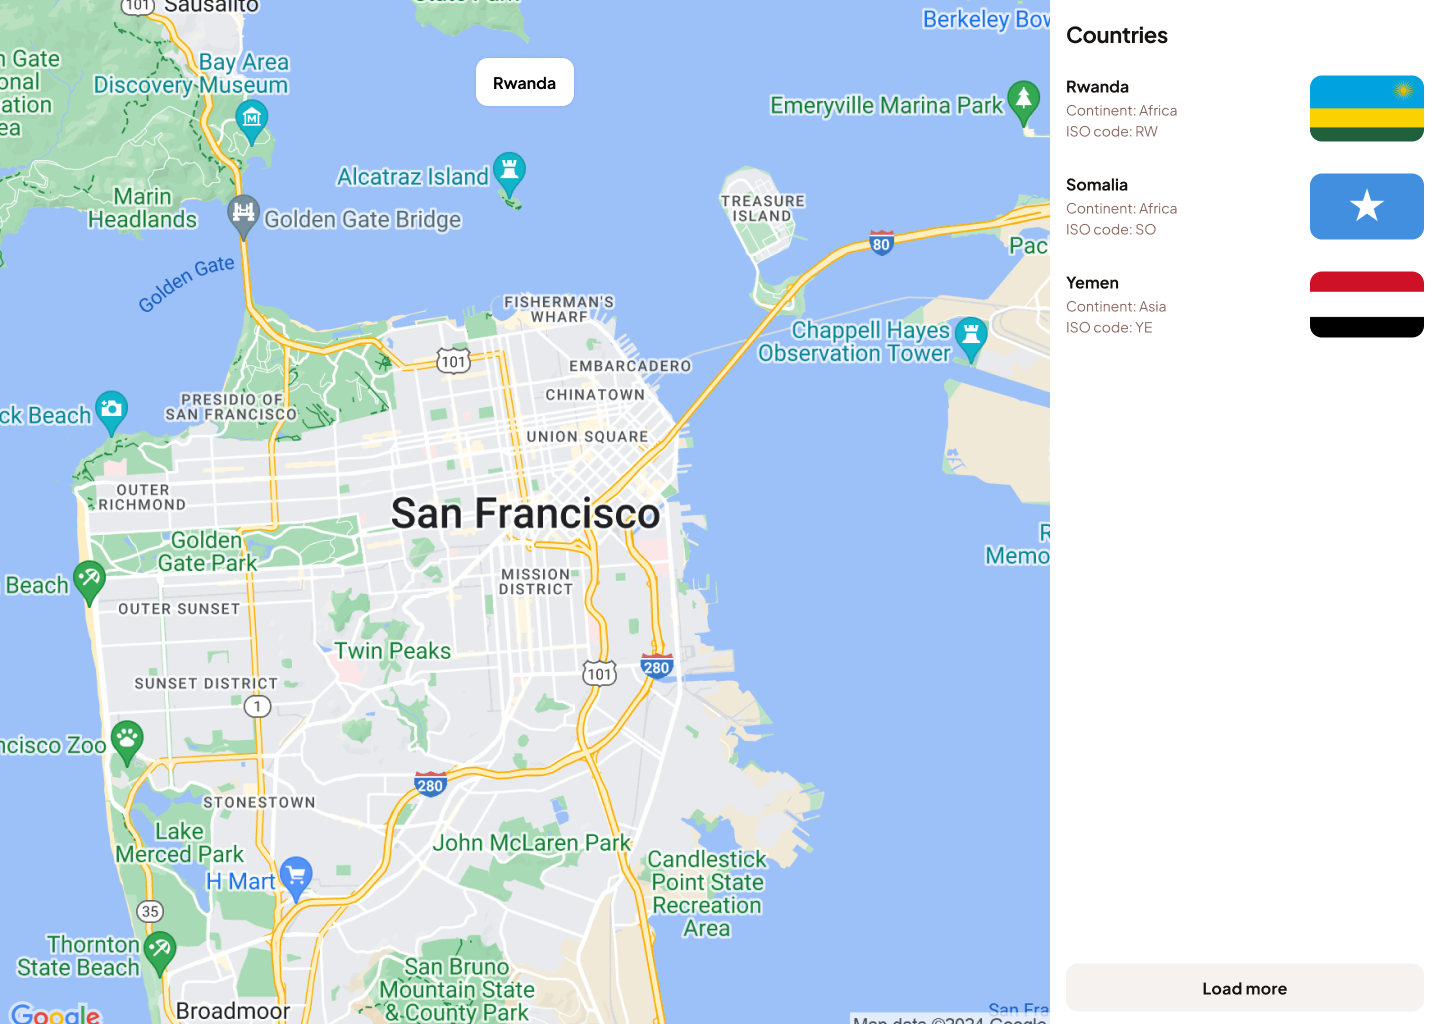 101
Sausalito
Berkeley Bow
Bay Area
Discovery Museum
Rwanda
Emeryville Marina Park
Alcatraz Island
Marin
Headlands
Golden Gate Bridge
TREASURE
ISLAND
80
Pac
Golden Gate
FISHERMAN'S
WHARF
Chappell Hayes
Observation Tower
101
EMBARCADERO
CHINATOWN
PRESIDIO OF
SAN FRANCISCO
ck Beach
UNION SQUARE
OUTER
RICHMOND
San Francisco
Golden
Gate Park
R
Memo
Beach
MISSION
DISTRICT
OUTER SUNSET
Twin Peaks
280
101
SUNSET DISTRICT
1
ncisco Zoo
280
STONESTOWN
Lake
Merced Park
John McLaren Park
H Mart
Candlestick
Point State
Recreation
Area
35
Thornton
State Beach
San Bruno
Mountain State
& County Park
Broadmoor
Google
San Fra
Map data ©2024 Google
n Gate
onal
ation
ea
Countries
Rwanda
Continent: Africa
ISO code: RW
Somalia
Continent: Africa
ISO code: SO
Yemen
Continent: Asia
ISO code: YE
Load more